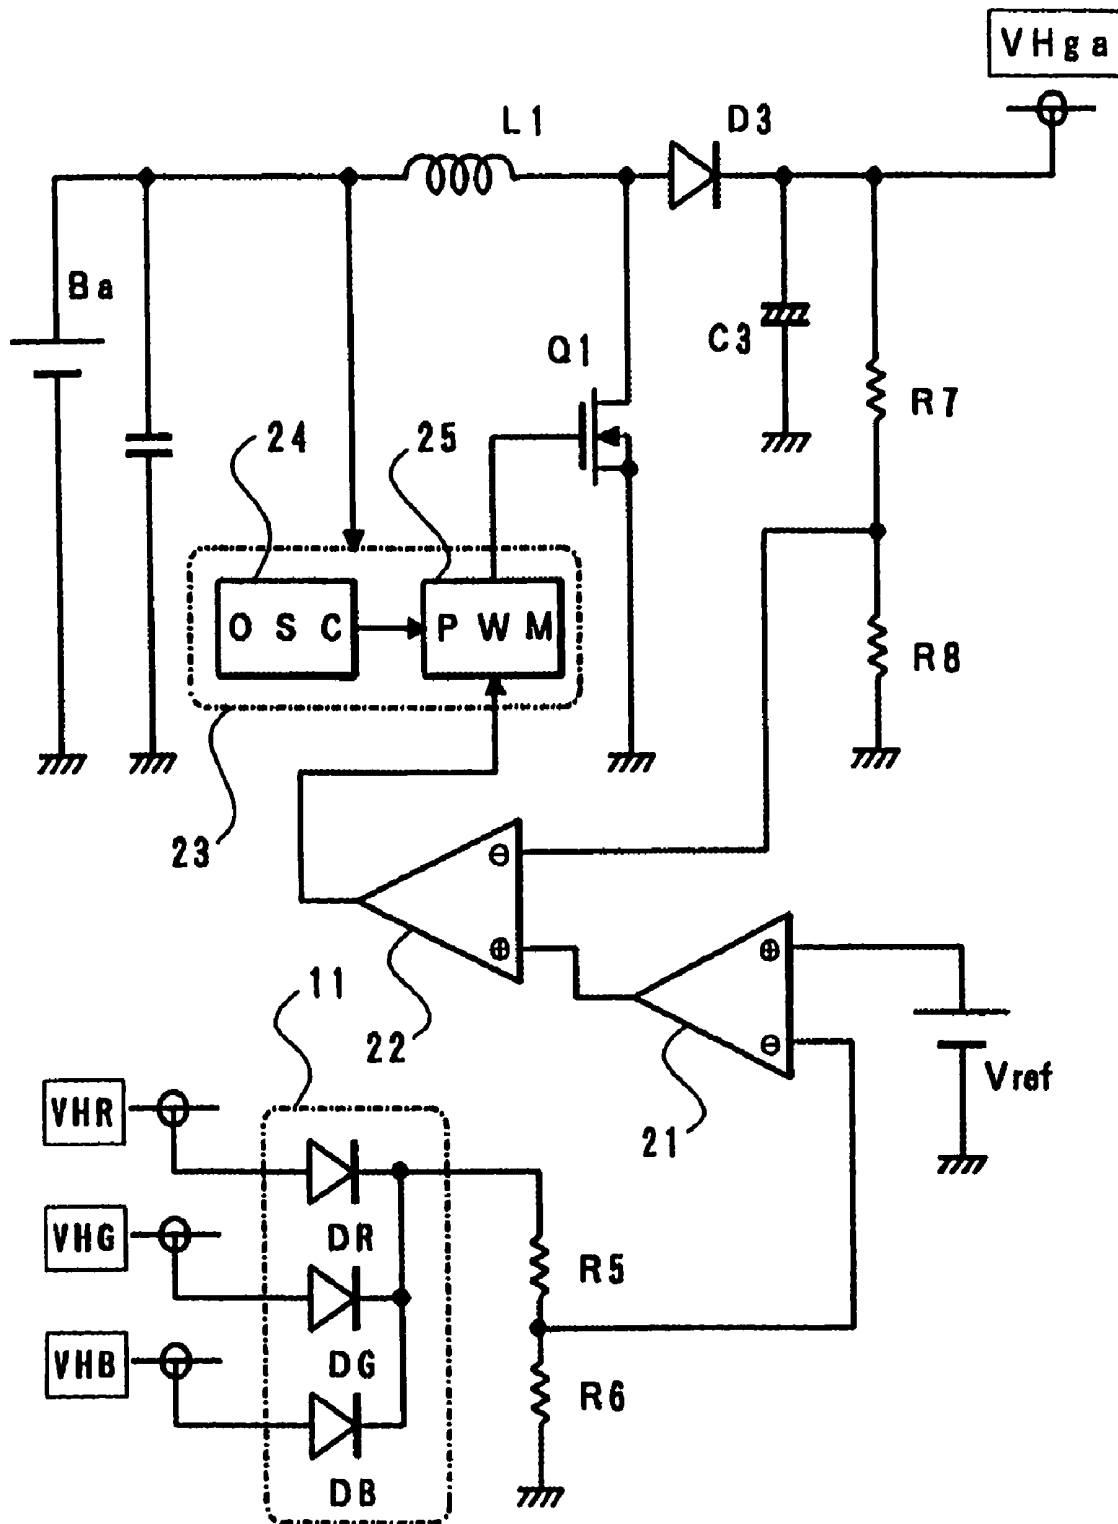 VHga
L1
D3
Ba
C3
Q1
R7
24
25
OSC
PWM
R8
23
⊖
⊕
22
⊕
⊖
21
Vref
11
VHR
DR
VHG
R5
DG
VHB
R6
DB